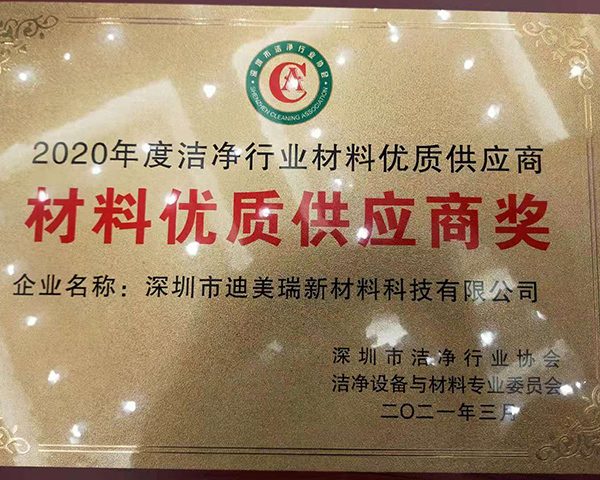 深圳市洁净行业协会
CA
SHENZHEN CLEANING ASSOCIATION
2020年度洁净行业材料优质供应商
材料优质供应商奖
企业名称：深圳市迪美瑞新材料科技有限公司
深圳市洁净行业协会
洁净设备与材料专业委员会
二〇二一年三月